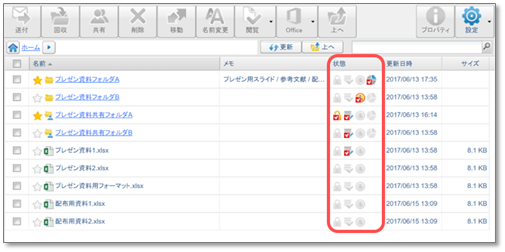 送付 回収 共有 削除 移動 名前変更 閲覧 Office 上へ プロパティ 設定
ホーム 更新 上へ
名前 メモ 状態 更新日時 サイズ
プレゼン資料フォルダA プレゼン用スライド / 参考文献 / 配... 2017/06/13 17:35
プレゼン資料フォルダB 2017/06/13 13:58
プレゼン資料共有フォルダA 2017/06/13 16:14
プレゼン資料共有フォルダB 2017/06/13 13:58
プレゼン資料1.xlsx 2017/06/13 13:58 8.1 KB
プレゼン資料2.xlsx 2017/06/13 13:58 8.1 KB
プレゼン資料用フォーマット.xlsx 2017/06/13 13:58 8.1 KB
配布用資料1.xlsx 2017/06/15 13:09 8.1 KB
配布用資料2.xlsx 2017/06/15 13:09 8.1 KB